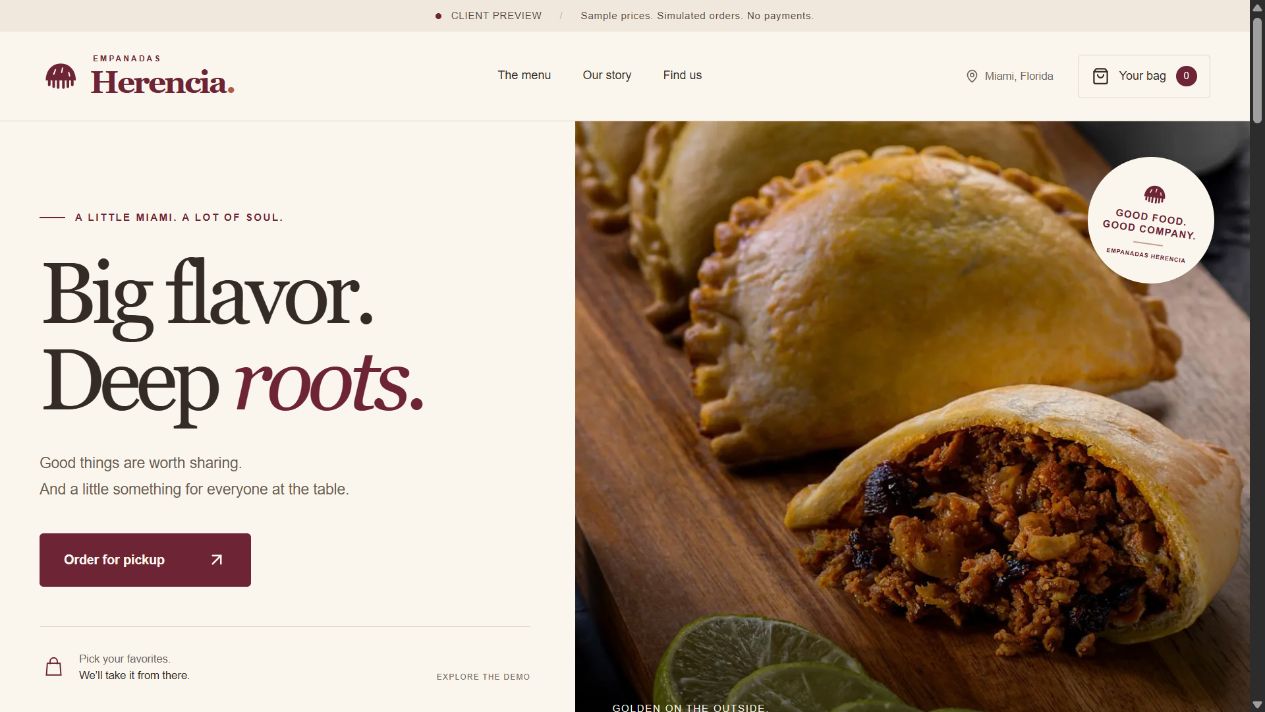 CLIENT PREVIEW / Sample prices. Simulated orders. No payments.
EMPANADAS
Herencia.
The menu
Our story
Find us
Miami, Florida
Your bag 0
A LITTLE MIAMI. A LOT OF SOUL.
Big flavor.
Deep roots.
Good things are worth sharing.
And a little something for everyone at the table.
Order for pickup
Pick your favorites.
We'll take it from there.
EXPLORE THE DEMO
GOOD FOOD.
GOOD COMPANY.
EMPANADAS HERENCIA
GOLDEN ON THE OUTSIDE.